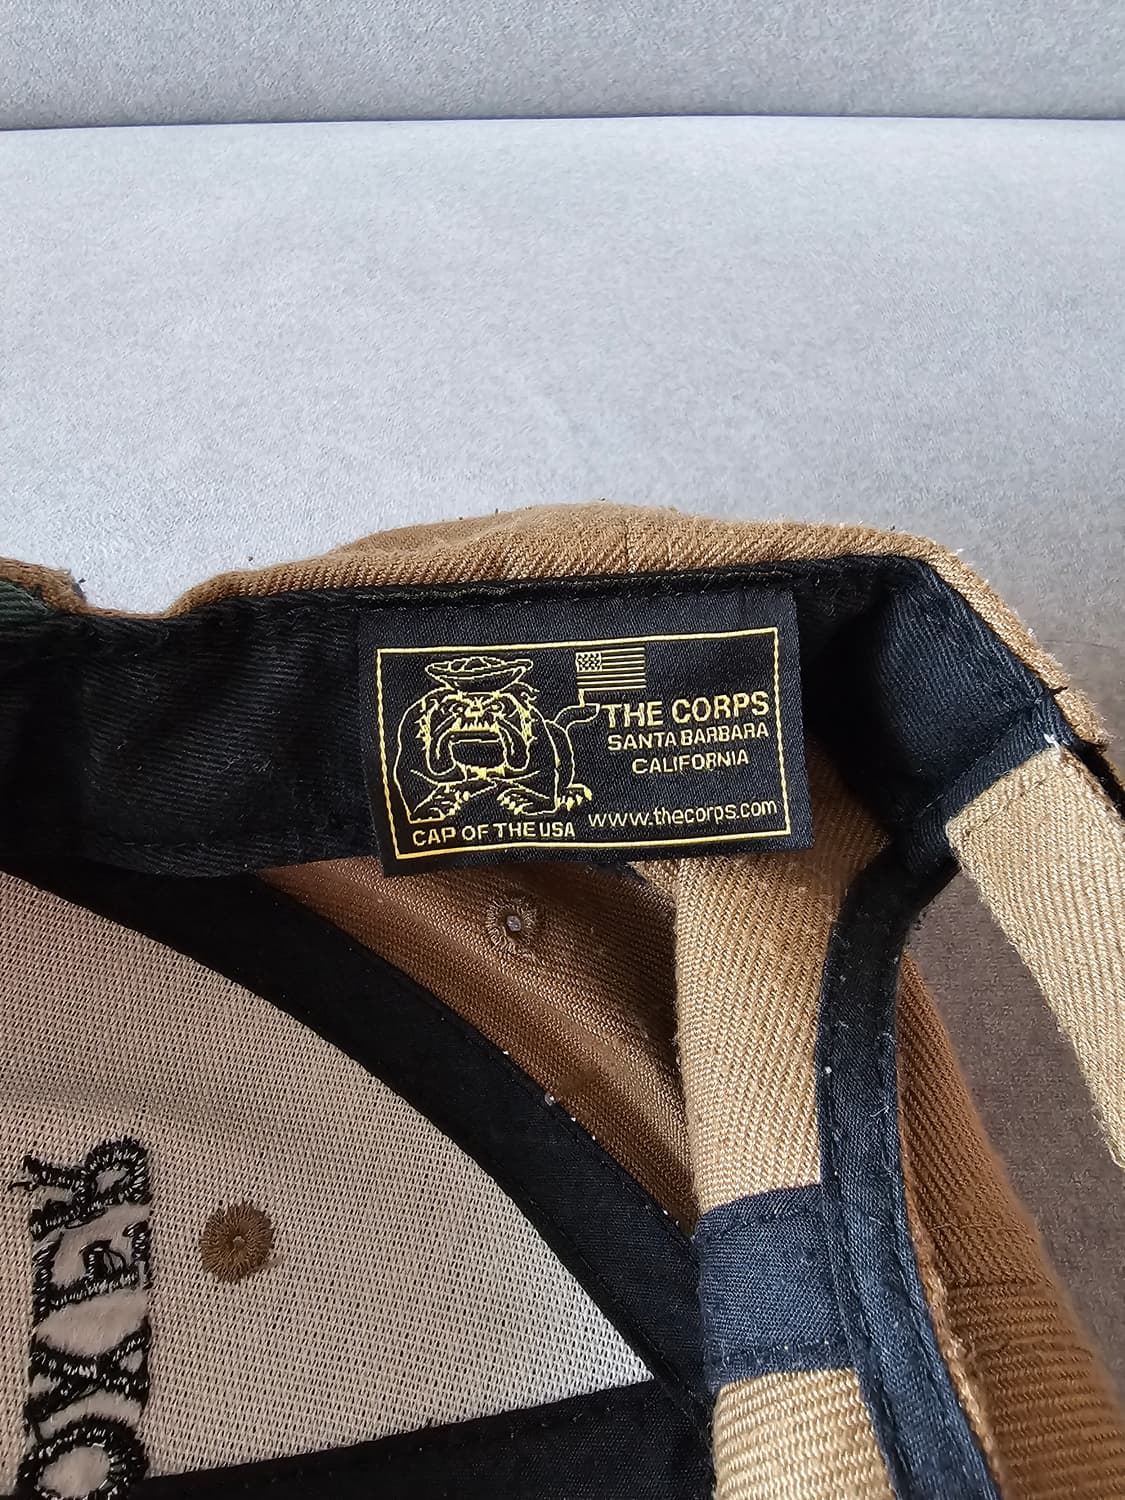 THE CORPS
SANTA BARBARA
CALIFORNIA
www.thecorps.com
CAP OF THE USA